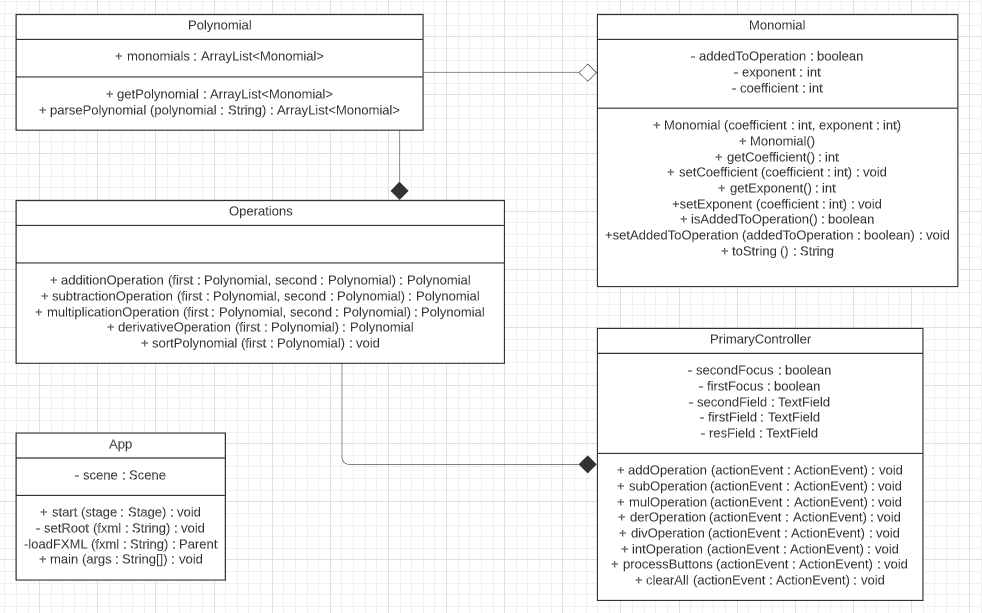 Polynomial
+ monomials : ArrayList<Monomial>
+ getPolynomial : ArrayList<Monomial>
+ parsePolynomial (polynomial : String) : ArrayList<Monomial>
Monomial
- addedToOperation : boolean
- exponent : int
- coefficient : int
+ Monomial (coefficient : int, exponent : int)
+ Monomial()
+ getCoefficient() : int
+ setCoefficient (coefficient : int) : void
+ getExponent() : int
+setExponent (coefficient : int) : void
+ isAddedToOperation() : boolean
+setAddedToOperation (addedToOperation : boolean) : void
+ toString () : String
Operations
+ additionOperation (first : Polynomial, second : Polynomial) : Polynomial
+ subtractionOperation (first : Polynomial, second : Polynomial) : Polynomial
+ multiplicationOperation (first : Polynomial, second : Polynomial) : Polynomial
+ derivativeOperation (first : Polynomial) : Polynomial
+ sortPolynomial (first : Polynomial) : void
PrimaryController
- secondFocus : boolean
- firstFocus : boolean
- secondField : TextField
- firstField : TextField
- resField : TextField
+ addOperation (actionEvent : ActionEvent) : void
+ subOperation (actionEvent : ActionEvent) : void
+ mulOperation (actionEvent : ActionEvent) : void
+ derOperation (actionEvent : ActionEvent) : void
+ divOperation (actionEvent : ActionEvent) : void
+ intOperation (actionEvent : ActionEvent) : void
+ processButtons (actionEvent : ActionEvent) : void
+ clearAll (actionEvent : ActionEvent) : void
App
- scene : Scene
+ start (stage : Stage) : void
- setRoot (fxml : String) : void
-loadFXML (fxml : String) : Parent
+ main (args : String[]) : void